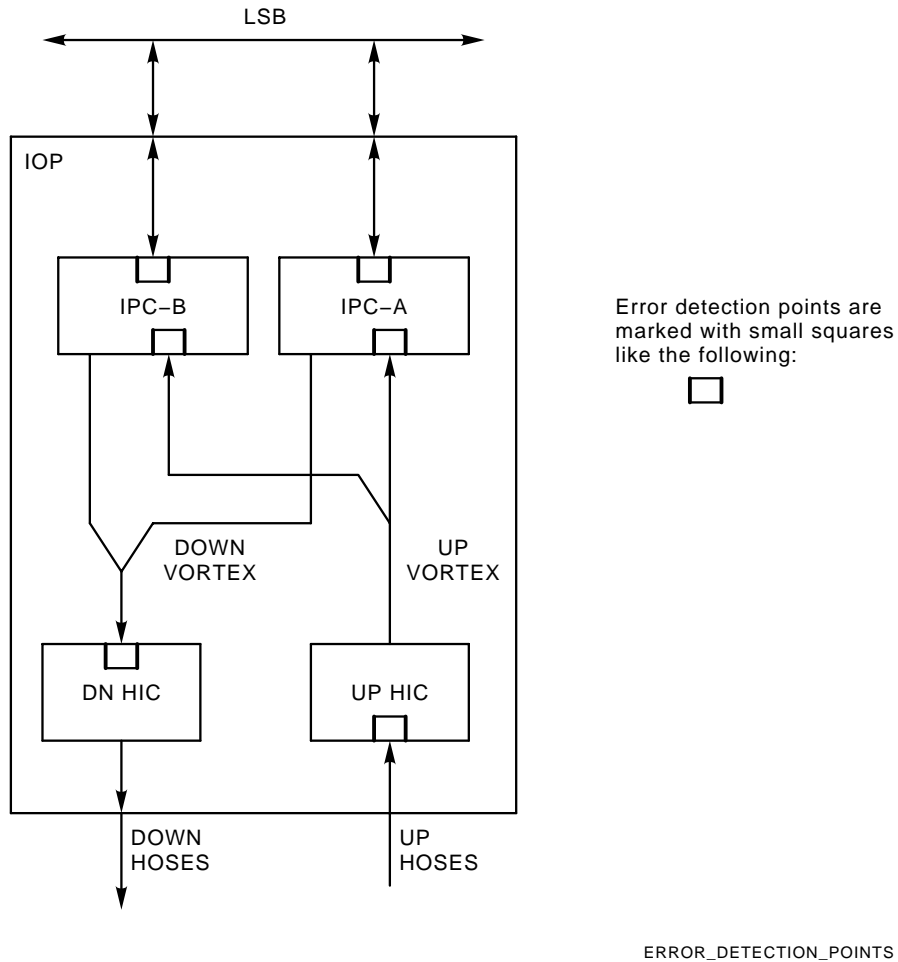 LSB
IOP
IPC–B
IPC–A
Error detection points are
marked with small squares
like the following:
DOWN
VORTEX
UP
VORTEX
DN HIC
UP HIC
DOWN
HOSES
UP
HOSES
ERROR_DETECTION_POINTS